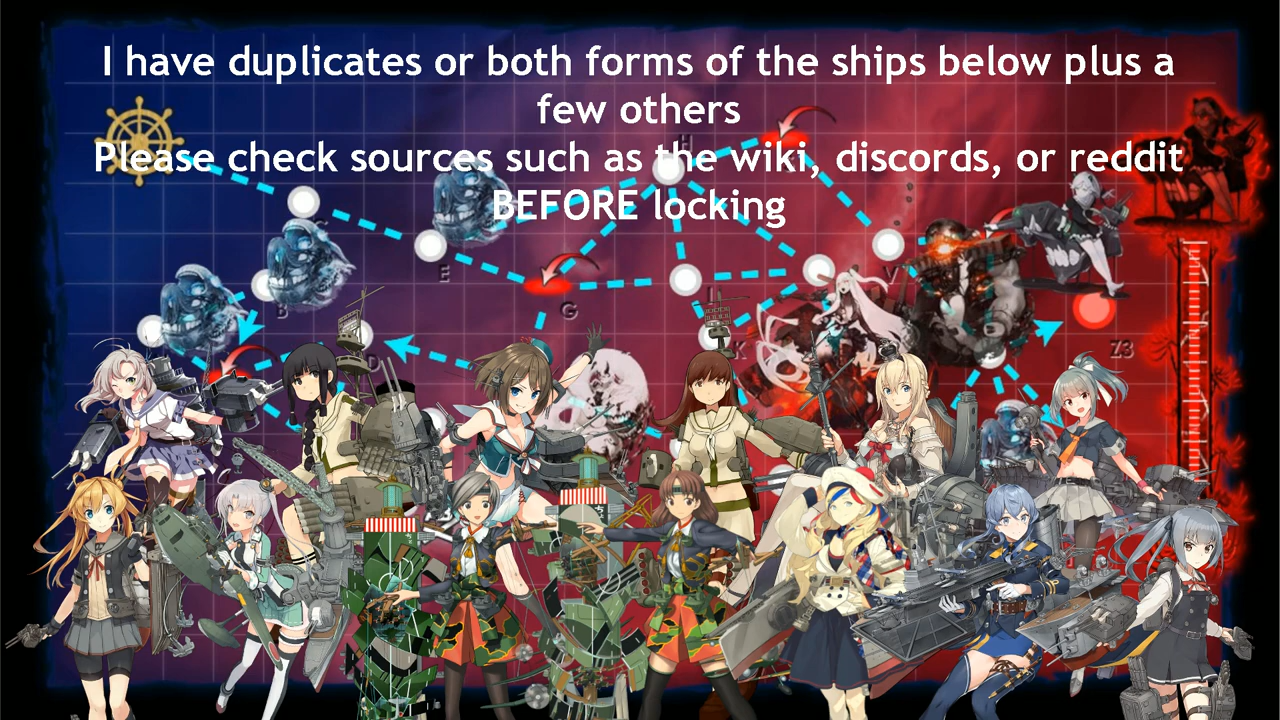 I have duplicates or both forms of the ships below plus a
few others
Please check sources such as the wiki, discords, or reddit
BEFORE locking
H
E
V
B
G
I
Z3
D
K